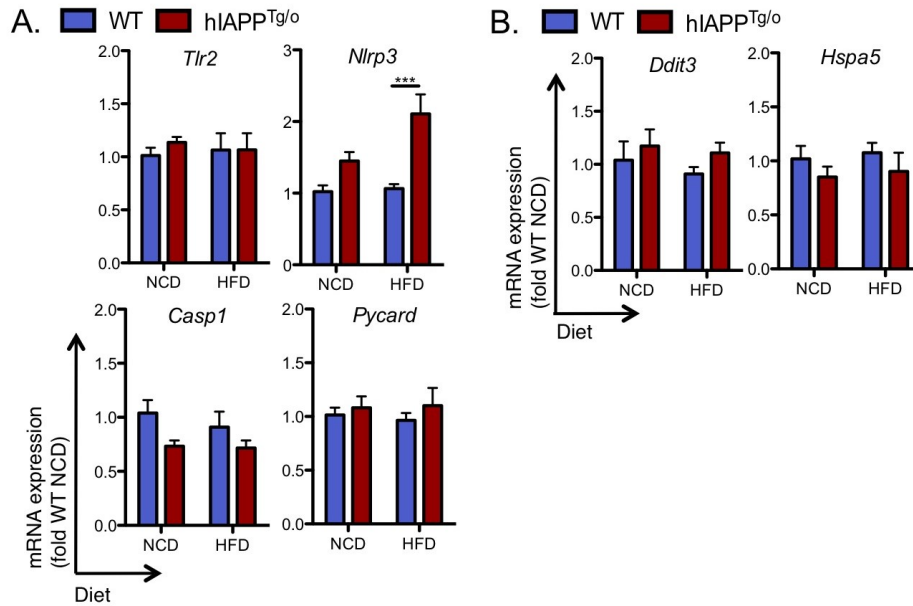 A.
WT
hIAPPTg/o
Tlr2
2.0
1.5
1.0
0.5
0.0
NCD
HFD
Nlrp3
3
2
1
0
***
NCD
HFD
Casp1
2.0
1.5
1.0
0.5
0.0
NCD
HFD
Pycard
2.0
1.5
1.0
0.5
0.0
NCD
HFD
mRNA expression
(fold WT NCD)
Diet
B.
WT
hIAPPTg/o
Ddit3
2.0
1.5
1.0
0.5
0.0
NCD
HFD
Hspa5
2.0
1.5
1.0
0.5
0.0
NCD
HFD
mRNA expression
(fold WT NCD)
Diet